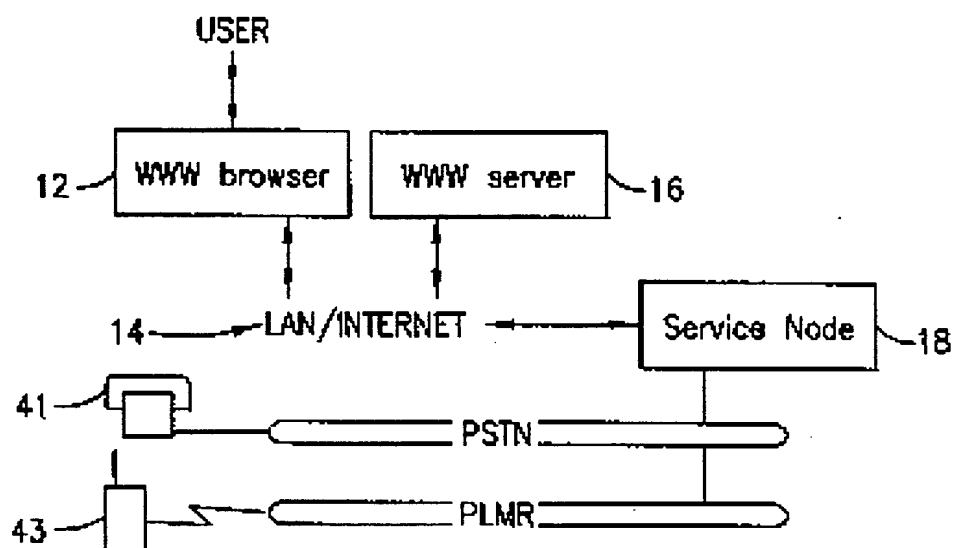 USER
12 WWW browser WWW server 16
14 LAN/INTERNET Service Node 18
41 PSTN
43 PLMR